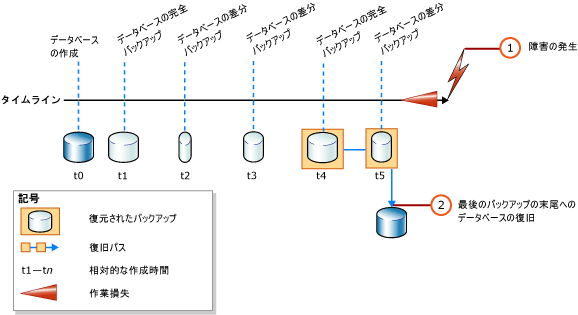 データベース
の作成
データベースの完全
バックアップ
データベースの差分
バックアップ
データベースの差分
バックアップ
データベースの完全
バックアップ
データベースの差分
バックアップ
1
障害の発生
タイムライン
t0
t1
t2
t3
t4
t5
2
最後のバックアップの末尾への
データベースの復旧
記号
復元されたバックアップ
復旧パス
t1—tn
相対的な作成時間
作業損失